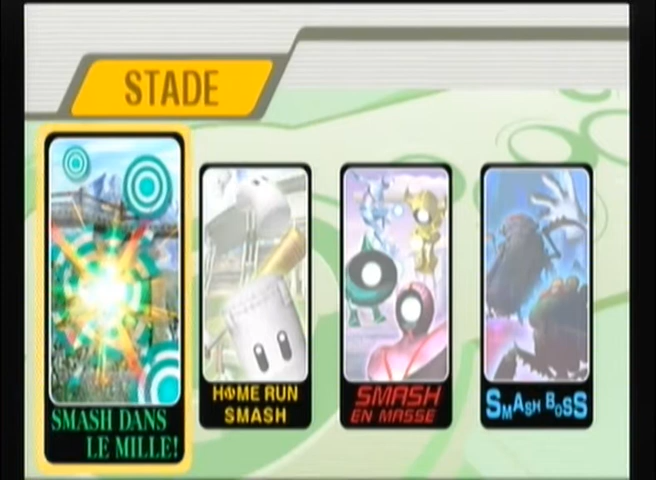 STADE
SMASH DANS
LE MILLE!
HOME RUN
SMASH
SMASH
EN MASSE
SMASH BOSS